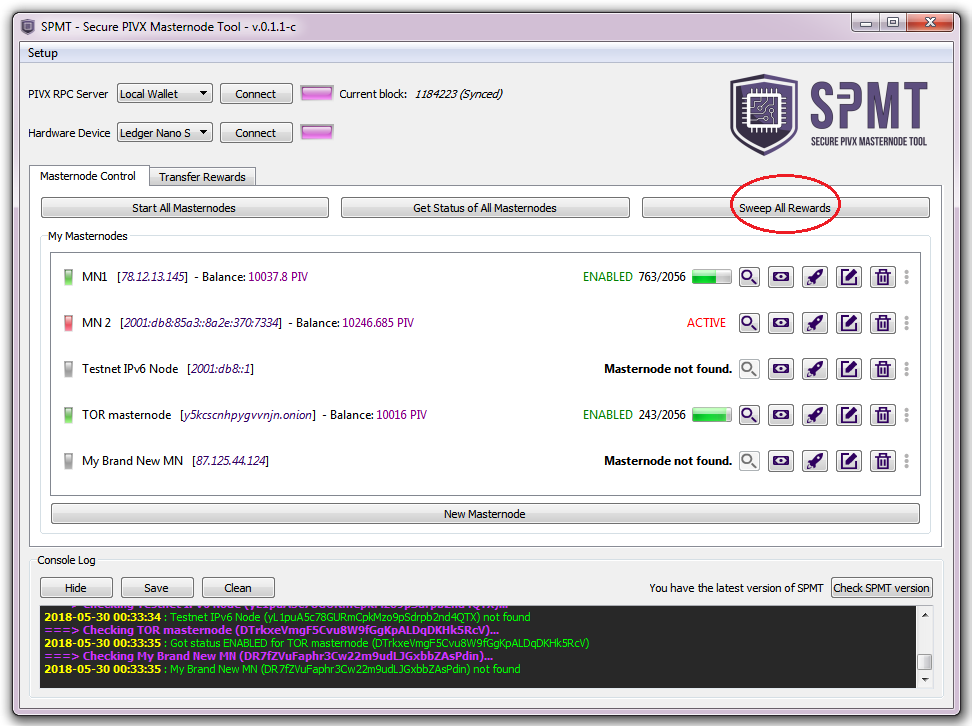 SPMT - Secure PIVX Masternode Tool - v.0.1.1-c
Setup
PIVX RPC Server Local Wallet Connect Current block: 1184223 (Synced)
Hardware Device Ledger Nano S Connect
SPMT
SECURE PIVX MASTERNODE TOOL
Masternode Control Transfer Rewards
Start All Masternodes Get Status of All Masternodes Sweep All Rewards
My Masternodes
MN1 [78.12.13.145] - Balance: 10037.8 PIV ENABLED 763/2056
MN 2 [2001:db8:85a3::8a2e:370:7334] - Balance: 10246.685 PIV ACTIVE
Testnet IPv6 Node [2001:db8::1] Masternode not found.
TOR masternode [y5kcscnhpygvvnjn.onion] - Balance: 10016 PIV ENABLED 243/2056
My Brand New MN [87.125.44.124] Masternode not found.
New Masternode
Console Log
Hide Save Clean You have the latest version of SPMT Check SPMT version
===> Checking Testnet IPv6 Node
2018-05-30 00:33:34 : Testnet IPv6 Node (yL1puA5c78GURmCpkMzo9pSdrpb2nd4QTX) not found
===> Checking TOR masternode (DTrkxeVmgF5Cvu8W9fGgKpALDqDKHk5RcV)...
2018-05-30 00:33:35 : Got status ENABLED for TOR masternode (DTrkxeVmgF5Cvu8W9fGgKpALDqDKHk5RcV)
===> Checking My Brand New MN (DR7fZVuFaphr3Cw22m9udLJGxbbZAsPdin)...
2018-05-30 00:33:35 : My Brand New MN (DR7fZVuFaphr3Cw22m9udLJGxbbZAsPdin) not found